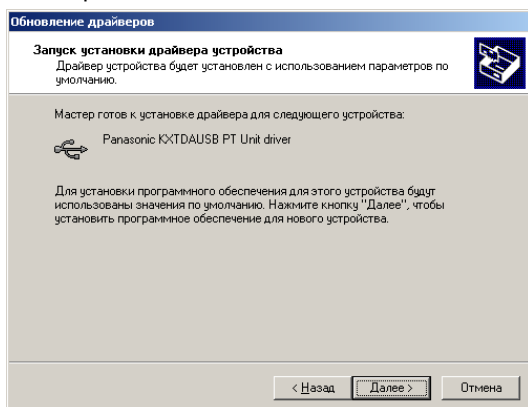 Обновление драйверов
Запуск установки драйвера устройства
Драйвер устройства будет установлен с использованием параметров по
умолчанию.
Мастер готов к установке драйвера для следующего устройства:
Panasonic KXTDAUSB PT Unit driver
Для установки программного обеспечения для этого устройства будут
использованы значения по умолчанию. Нажмите кнопку "Далее", чтобы
установить программное обеспечение для нового устройства.
< Назад Далее > Отмена